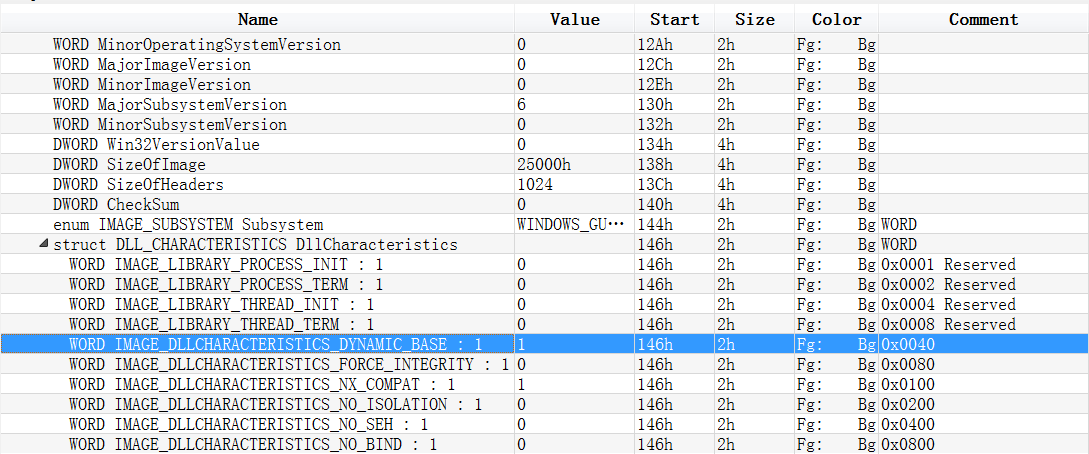 Name Value Start Size Color Comment
WORD MinorOperatingSystemVersion 0 12Ah 2h Fg: Bg
WORD MajorImageVersion 0 12Ch 2h Fg: Bg
WORD MinorImageVersion 0 12Eh 2h Fg: Bg
WORD MajorSubsystemVersion 6 130h 2h Fg: Bg
WORD MinorSubsystemVersion 0 132h 2h Fg: Bg
DWORD Win32VersionValue 0 134h 4h Fg: Bg
DWORD SizeOfImage 25000h 138h 4h Fg: Bg
DWORD SizeOfHeaders 1024 13Ch 4h Fg: Bg
DWORD CheckSum 0 140h 4h Fg: Bg
enum IMAGE_SUBSYSTEM Subsystem WINDOWS_GU··· 144h 2h Fg: Bg WORD
struct DLL_CHARACTERISTICS DllCharacteristics 146h 2h Fg: Bg WORD
WORD IMAGE_LIBRARY_PROCESS_INIT : 1 0 146h 2h Fg: Bg 0x0001 Reserved
WORD IMAGE_LIBRARY_PROCESS_TERM : 1 0 146h 2h Fg: Bg 0x0002 Reserved
WORD IMAGE_LIBRARY_THREAD_INIT : 1 0 146h 2h Fg: Bg 0x0004 Reserved
WORD IMAGE_LIBRARY_THREAD_TERM : 1 0 146h 2h Fg: Bg 0x0008 Reserved
WORD IMAGE_DLLCHARACTERISTICS_DYNAMIC_BASE : 1 1 146h 2h Fg: Bg 0x0040
WORD IMAGE_DLLCHARACTERISTICS_FORCE_INTEGRITY : 1 0 146h 2h Fg: Bg 0x0080
WORD IMAGE_DLLCHARACTERISTICS_NX_COMPAT : 1 1 146h 2h Fg: Bg 0x0100
WORD IMAGE_DLLCHARACTERISTICS_NO_ISOLATION : 1 0 146h 2h Fg: Bg 0x0200
WORD IMAGE_DLLCHARACTERISTICS_NO_SEH : 1 0 146h 2h Fg: Bg 0x0400
WORD IMAGE_DLLCHARACTERISTICS_NO_BIND : 1 0 146h 2h Fg: Bg 0x0800